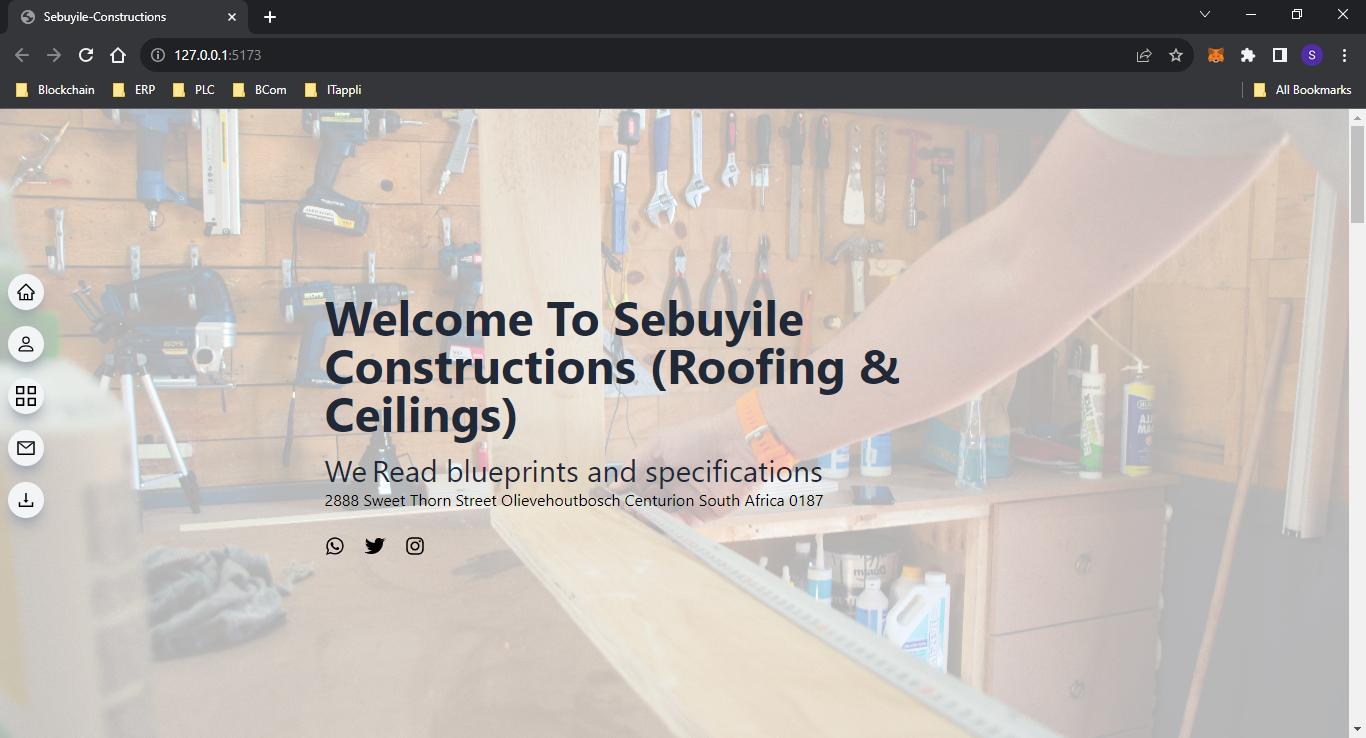 Sebuyile-Constructions
127.0.0.1:5173
S
Blockchain ERP PLC BCom ITappli All Bookmarks
Welcome To Sebuyile
Constructions (Roofing &
Ceilings)
We Read blueprints and specifications
2888 Sweet Thorn Street Olievehoutbosch Centurion South Africa 0187